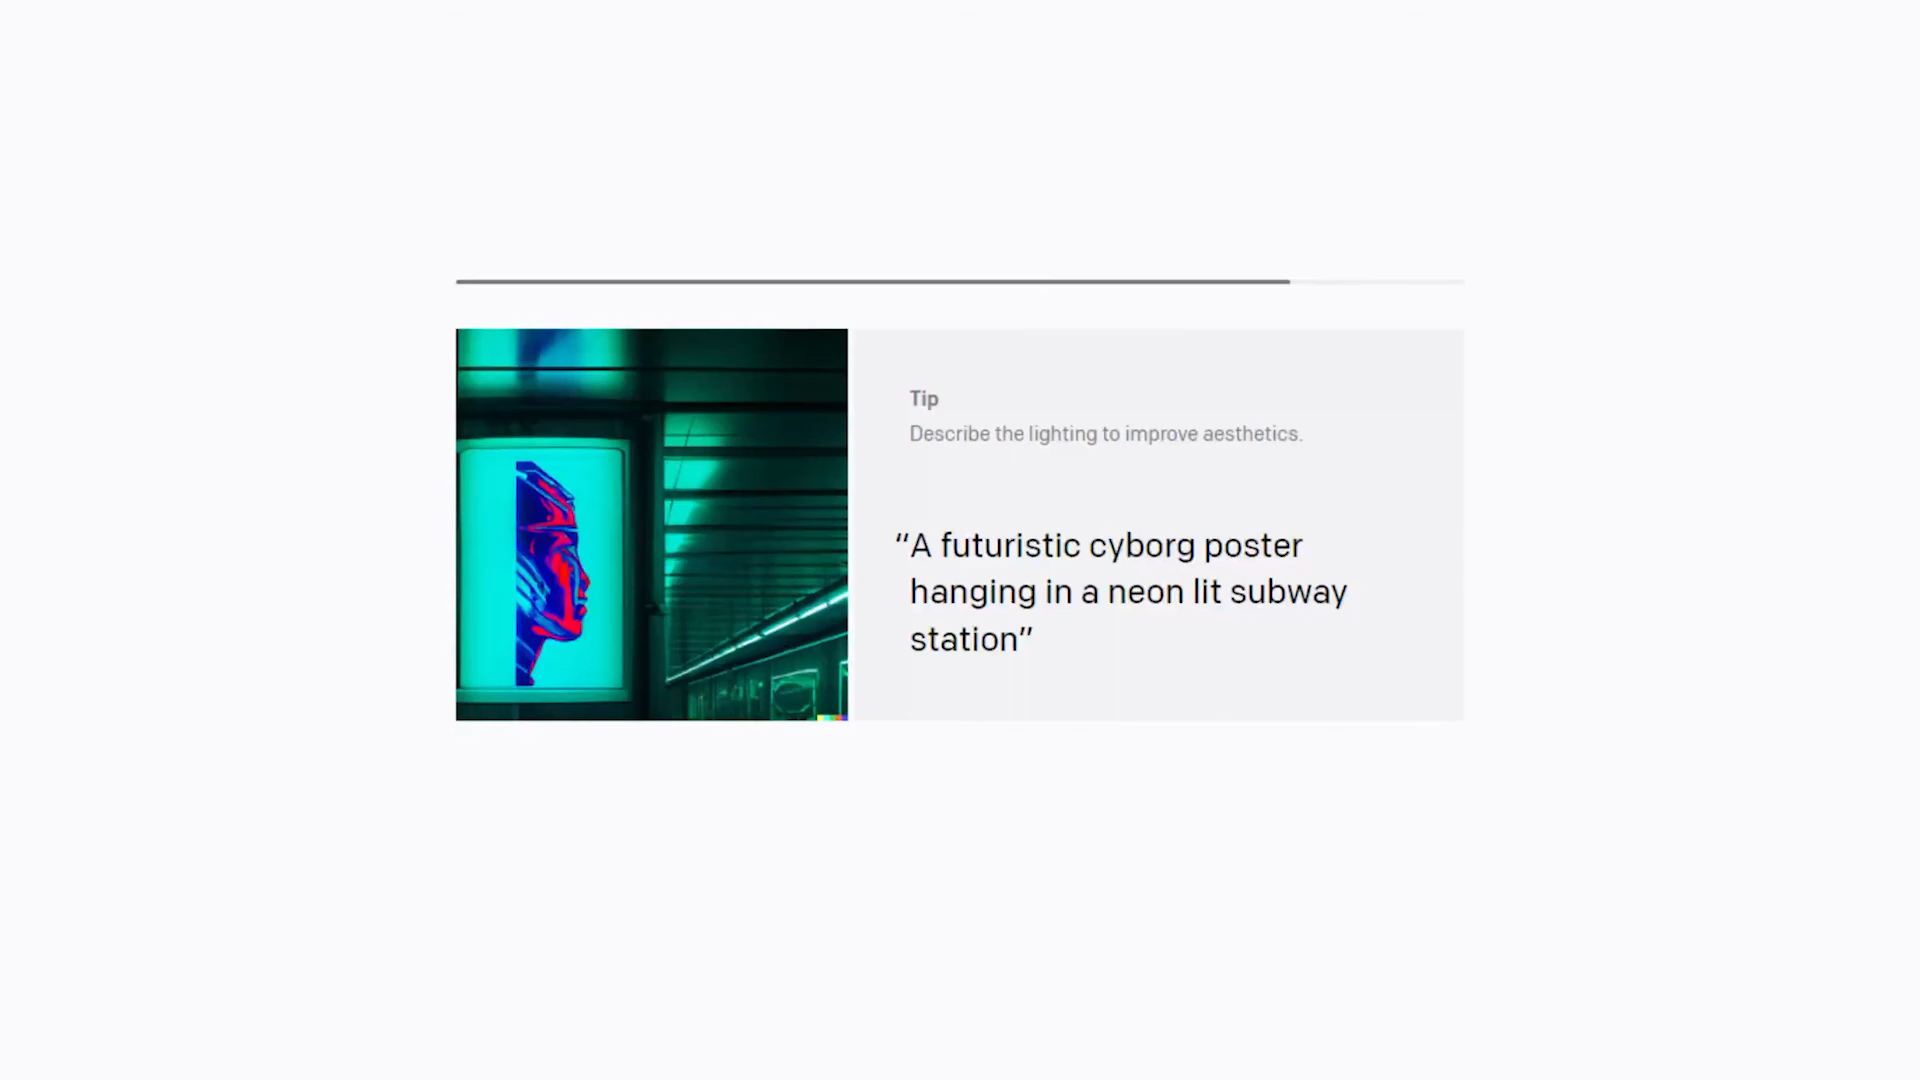 Tip
Describe the lighting to improve aesthetics.
“A futuristic cyborg poster
hanging in a neon lit subway
station”